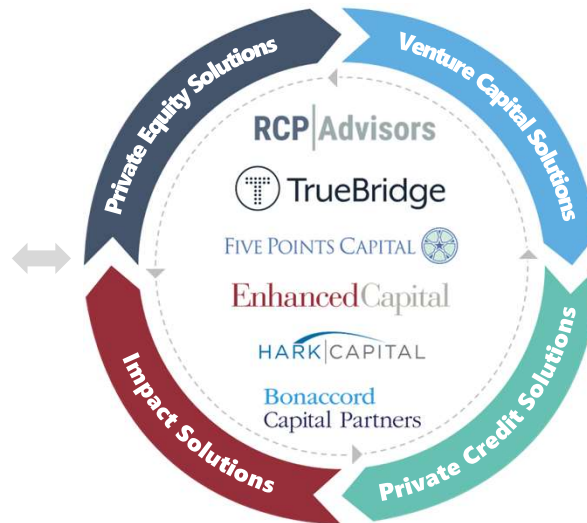 Private Equity Solutions
Venture Capital Solutions
RCP|Advisors
T TrueBridge
FIVE POINTS CAPITAL
EnhancedCapital
HARK|CAPITAL
Bonaccord
Capital Partners
Impact Solutions
Private Credit Solutions